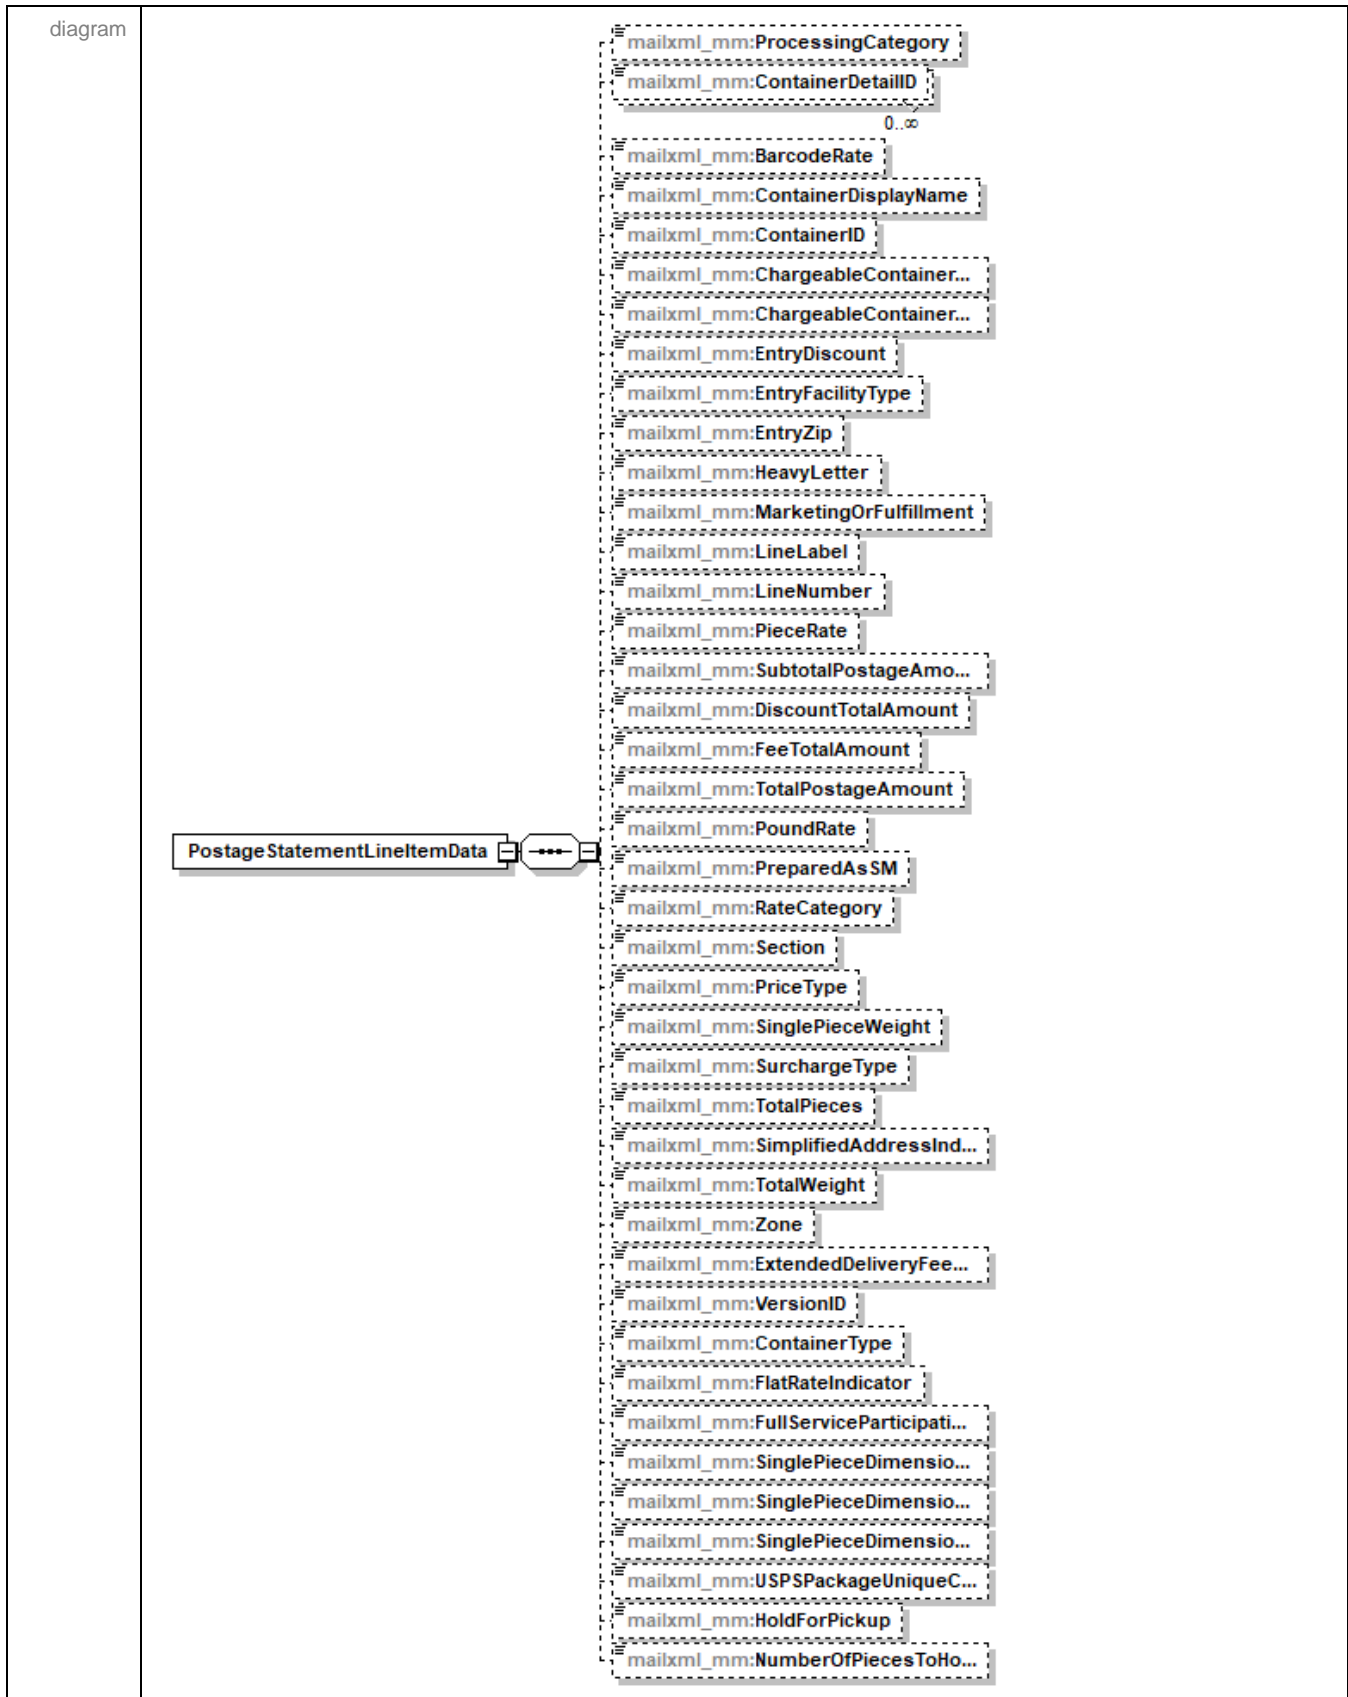 diagram
mailxml_mm:ProcessingCategory
mailxml_mm:ContainerDetailID
0..∞
mailxml_mm:BarcodeRate
mailxml_mm:ContainerDisplayName
mailxml_mm:ContainerID
mailxml_mm:ChargeableContainer...
mailxml_mm:ChargeableContainer...
mailxml_mm:EntryDiscount
mailxml_mm:EntryFacilityType
mailxml_mm:EntryZip
mailxml_mm:HeavyLetter
mailxml_mm:MarketingOrFulfillment
mailxml_mm:LineLabel
mailxml_mm:LineNumber
mailxml_mm:PieceRate
mailxml_mm:SubtotalPostageAmo...
mailxml_mm:DiscountTotalAmount
mailxml_mm:FeeTotalAmount
mailxml_mm:TotalPostageAmount
mailxml_mm:PoundRate
PostageStatementLineItemData
mailxml_mm:PreparedAsSM
mailxml_mm:RateCategory
mailxml_mm:Section
mailxml_mm:PriceType
mailxml_mm:SinglePieceWeight
mailxml_mm:SurchargeType
mailxml_mm:TotalPieces
mailxml_mm:SimplifiedAddressInd...
mailxml_mm:TotalWeight
mailxml_mm:Zone
mailxml_mm:ExtendedDeliveryFee...
mailxml_mm:VersionID
mailxml_mm:ContainerType
mailxml_mm:FlatRateIndicator
mailxml_mm:FullServiceParticipati...
mailxml_mm:SinglePieceDimensio...
mailxml_mm:SinglePieceDimensio...
mailxml_mm:SinglePieceDimensio...
mailxml_mm:USPSPackageUniqueC...
mailxml_mm:HoldForPickup
mailxml_mm:NumberOfPiecesToHo...